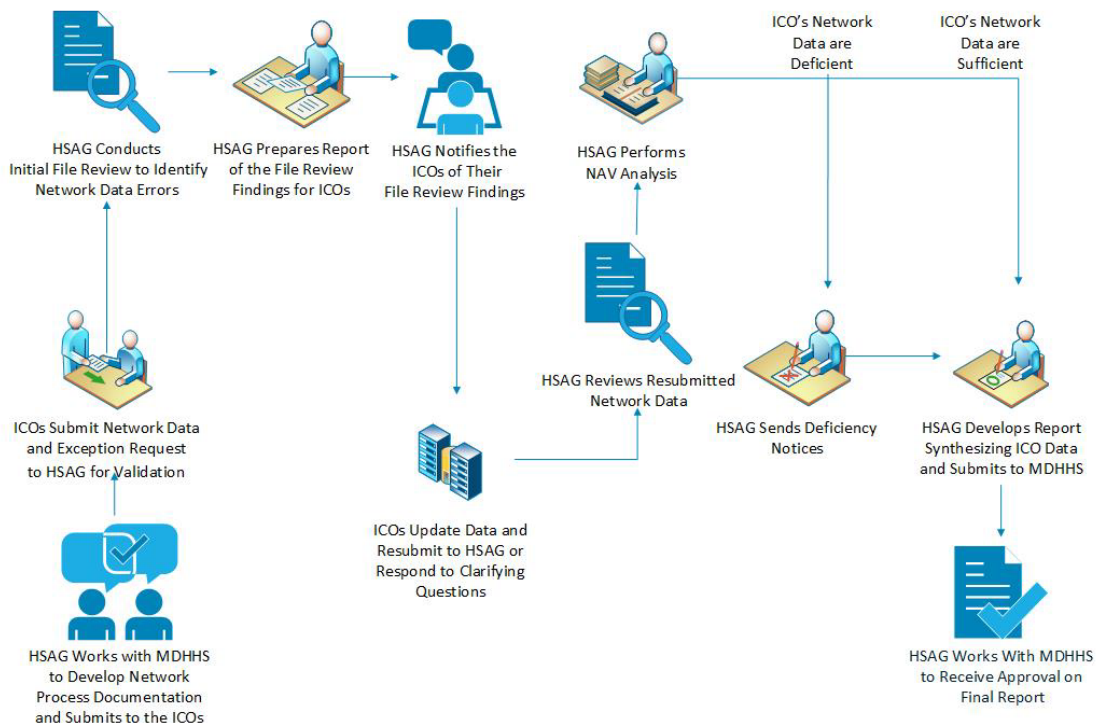 ICO's Network
Data are
Deficient
ICO's Network
Data are
Sufficient
HSAG Conducts
Initial File Review to Identify
Network Data Errors
HSAG Prepares Report
of the File Review
Findings for ICOs
HSAG Notifies the
ICOs of Their
File Review Findings
HSAG Performs
NAV Analysis
HSAG Reviews Resubmitted
Network Data
ICOs Submit Network Data
and Exception Request
to HSAG for Validation
HSAG Sends Deficiency
Notices
HSAG Develops Report
Synthesizing ICO Data
and Submits to MDHHS
ICOs Update Data and
Resubmit to HSAG or
Respond to Clarifying
Questions
HSAG Works with MDHHS
to Develop Network
Process Documentation
and Submits to the ICOs
HSAG Works With MDHHS
to Receive Approval on
Final Report